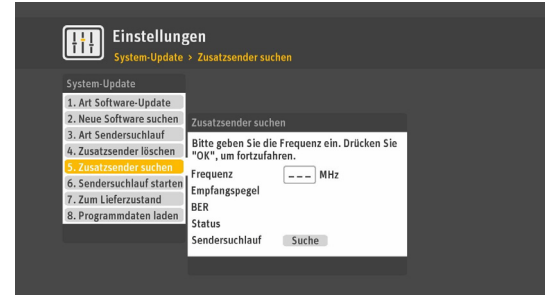 Einstellungen
System-Update > Zusatzsender suchen
System-Update
1. Art Software-Update
2. Neue Software suchen
3. Art Sendersuchlauf
4. Zusatzsender löschen
5. Zusatzsender suchen
6. Sendersuchlauf starten
7. Zum Lieferzustand
8. Programmdaten laden
Zusatzsender suchen
Bitte geben Sie die Frequenz ein. Drücken Sie
"OK", um fortzufahren.
Frequenz _ _ _ MHz
Empfangspegel
BER
Status
Sendersuchlauf Suche